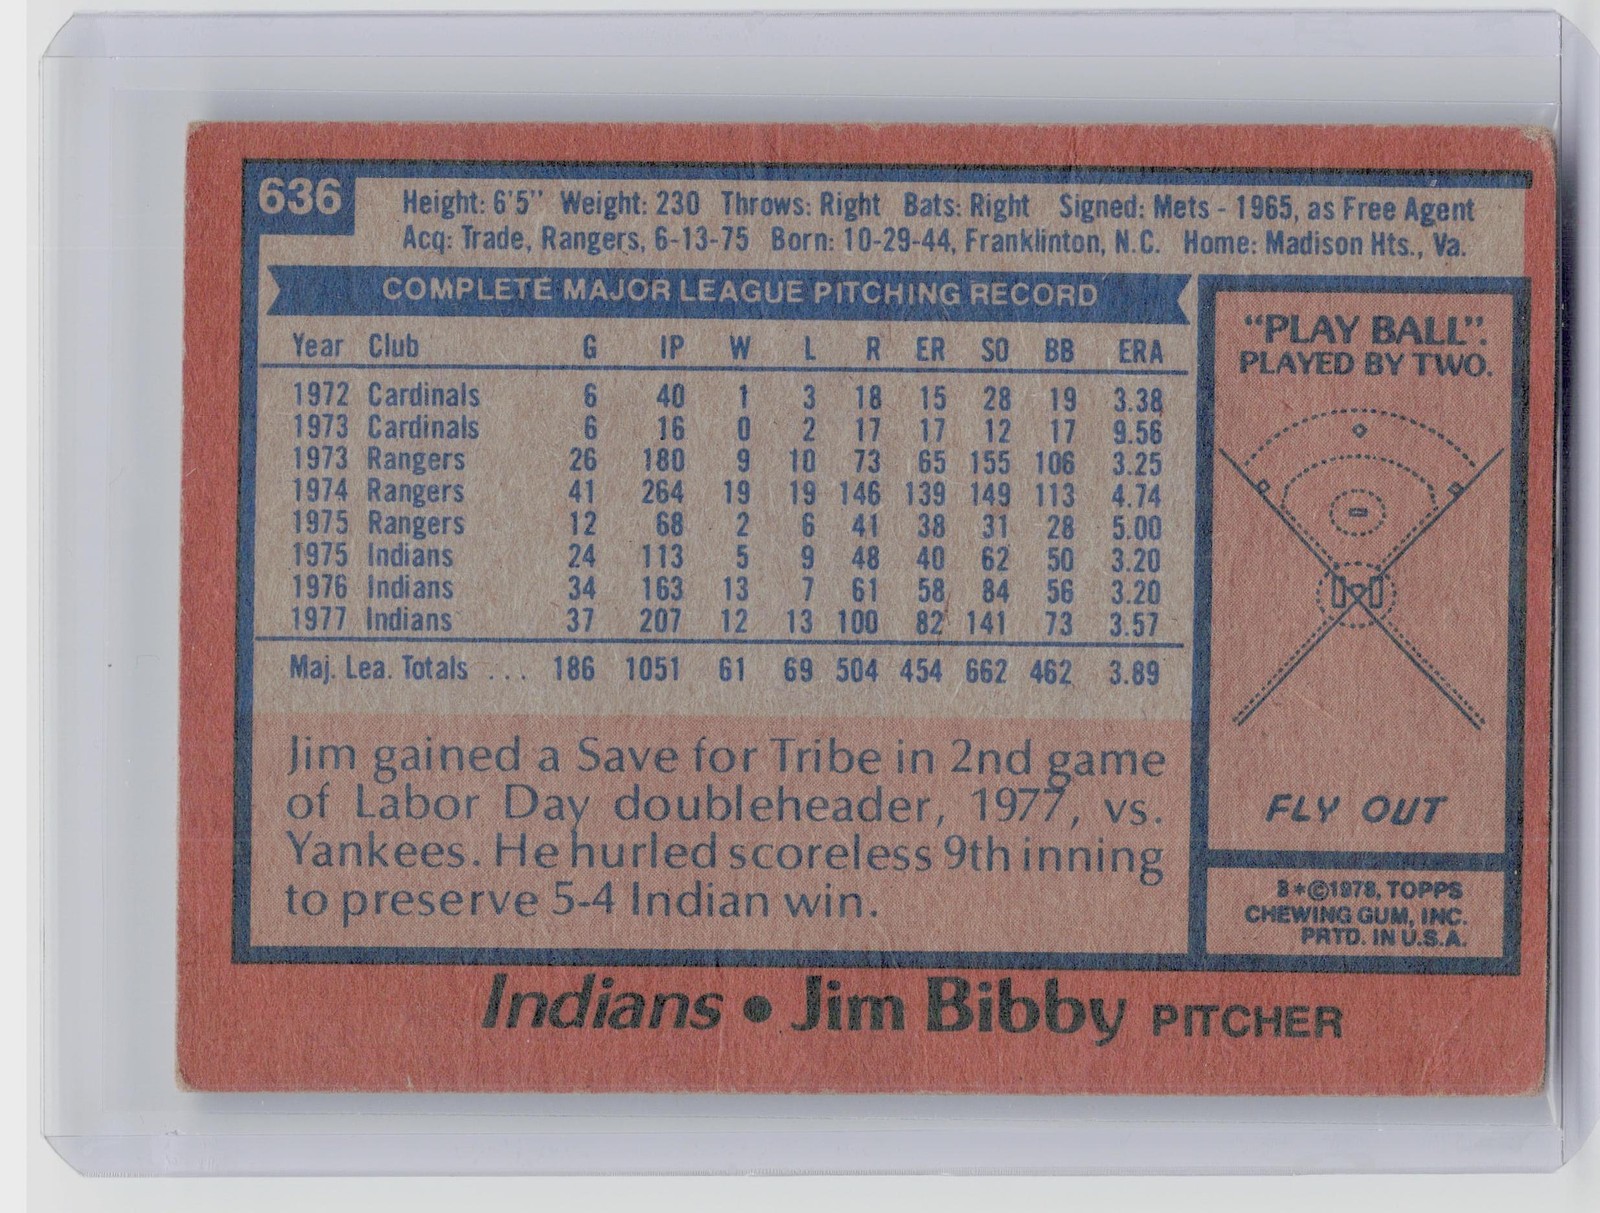 636
Height: 6'5" Weight: 230 Throws: Right Bats: Right Signed: Mets - 1965, as Free Agent
Acq: Trade, Rangers, 6-13-75 Born: 10-29-44, Franklinton, N.C. Home: Madison Hts., Va.
COMPLETE MAJOR LEAGUE PITCHING RECORD
Year Club G IP W L R ER SO BB ERA
1972 Cardinals 6 40 1 3 18 15 28 19 3.38
1973 Cardinals 6 16 0 2 17 17 12 17 9.56
1973 Rangers 26 180 9 10 73 65 155 106 3.25
1974 Rangers 41 264 19 19 146 139 149 113 4.74
1975 Rangers 12 68 2 6 41 38 31 28 5.00
1975 Indians 24 113 5 9 48 40 62 50 3.20
1976 Indians 34 163 13 7 61 58 84 56 3.20
1977 Indians 37 207 12 13 100 82 141 73 3.57
Maj. Lea. Totals ... 186 1051 61 69 504 454 662 462 3.89
Jim gained a Save for Tribe in 2nd game
of Labor Day doubleheader, 1977, vs.
Yankees. He hurled scoreless 9th inning
to preserve 5-4 Indian win.
"PLAY BALL":
PLAYED BY TWO.
FLY OUT
B*©1978, TOPPS
CHEWING GUM, INC.
PRTD. IN U.S.A.
Indians • Jim Bibby PITCHER